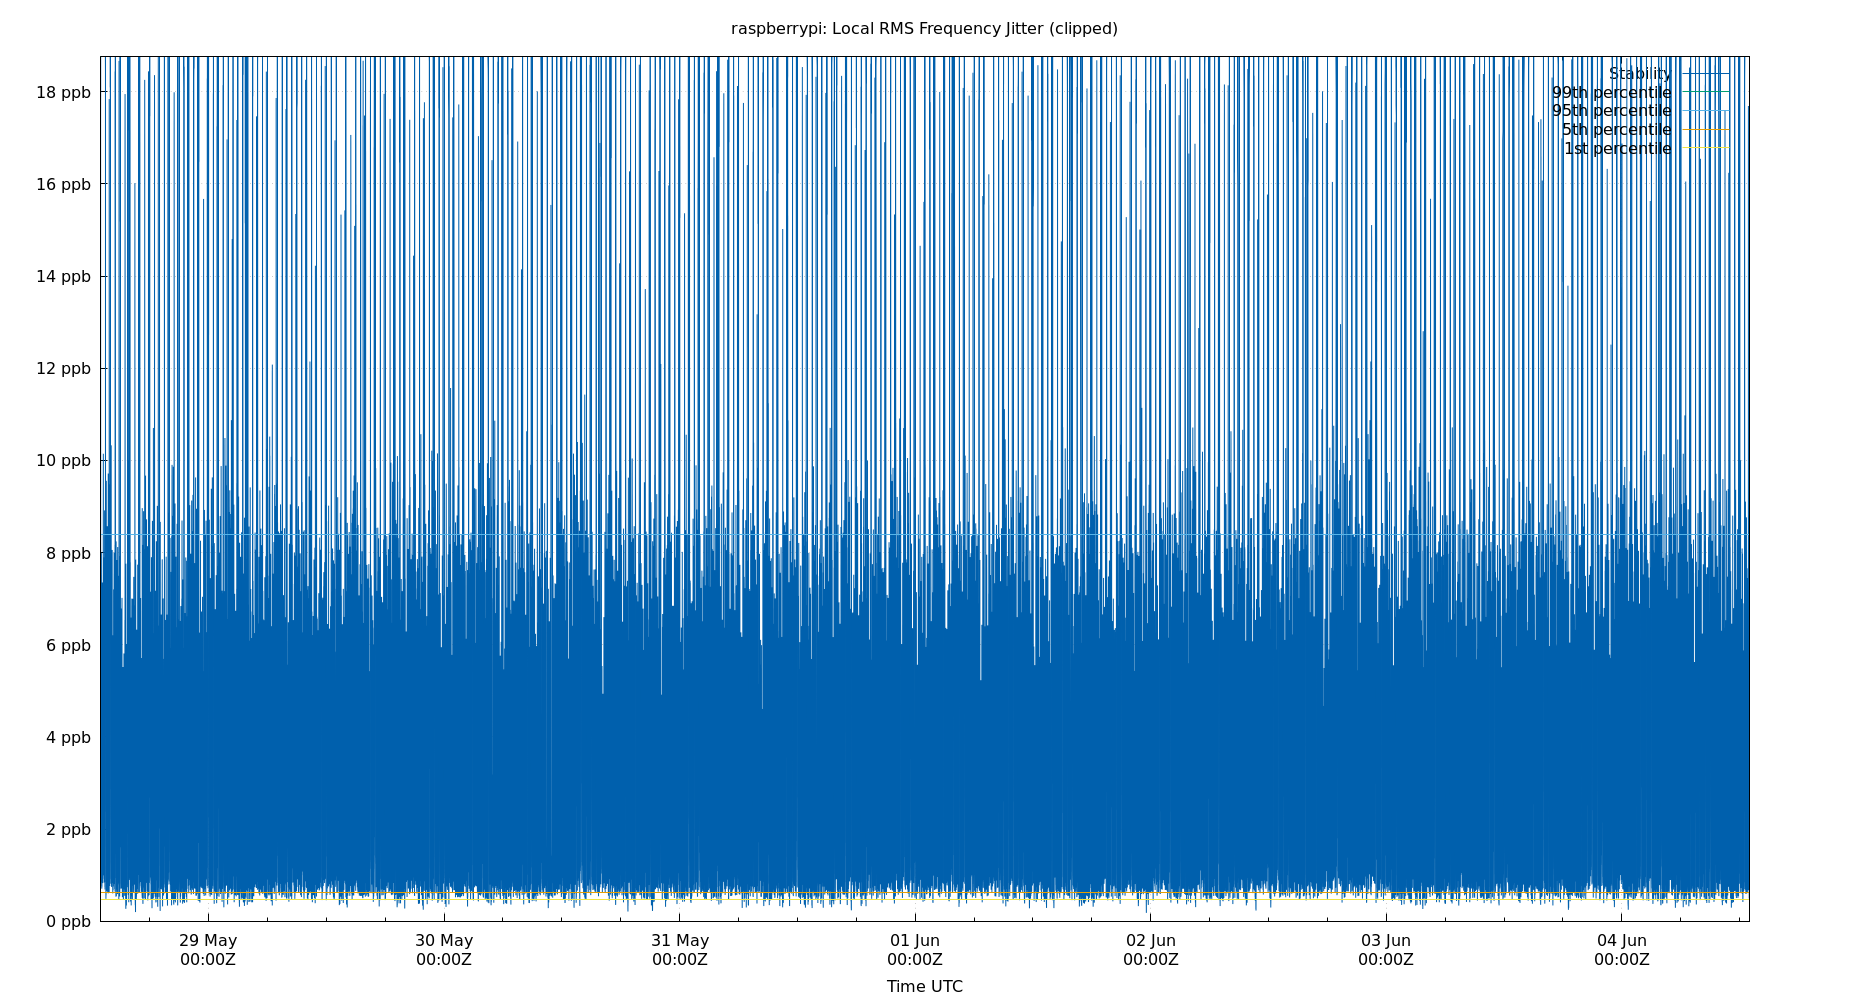 raspberrypi: Local RMS Frequency Jitter (clipped)
18 ppb
16 ppb
14 ppb
12 ppb
10 ppb
8 ppb
6 ppb
4 ppb
2 ppb
0 ppb
Stability
99th percentile
95th percentile
5th percentile
1st percentile
29 May
00:00Z
30 May
00:00Z
31 May
00:00Z
01 Jun
00:00Z
02 Jun
00:00Z
03 Jun
00:00Z
04 Jun
00:00Z
Time UTC